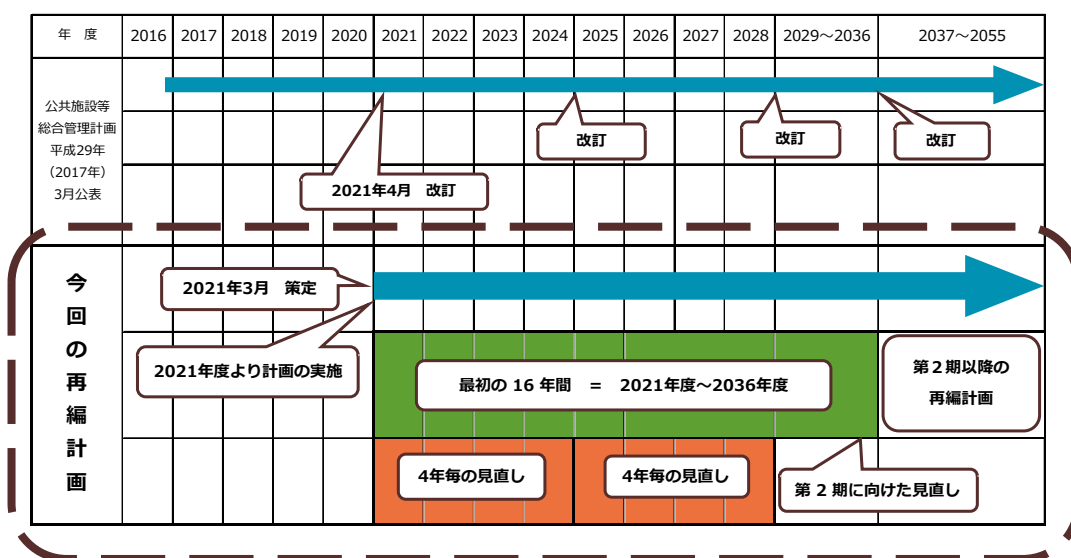 年 度 2016 2017 2018 2019 2020 2021 2022 2023 2024 2025 2026 2027 2028 2029～2036 2037～2055
公共施設等
総合管理計画
平成29年
（2017年）
3月公表
改訂
改訂
改訂
2021年4月 改訂
今回の再編計画
2021年3月 策定
2021年度より計画の実施
最初の 16 年間 ＝ 2021年度～2036年度
第２期以降の
再編計画
4年毎の見直し
4年毎の見直し
第 2 期に向けた見直し